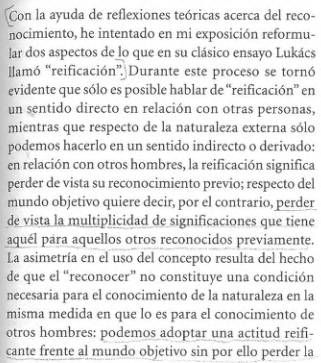 Con la ayuda de reflexiones teóricas acerca del reco-
nocimiento, he intentado en mi exposición reformu-
lar dos aspectos de lo que en su clásico ensayo Lukács
llamó “reificación”. Durante este proceso se tornó
evidente que sólo es posible hablar de “reificación” en
un sentido directo en relación con otras personas,
mientras que respecto de la naturaleza externa sólo
podemos hacerlo en un sentido indirecto o derivado:
en relación con otros hombres, la reificación significa
perder de vista su reconocimiento previo; respecto del
mundo objetivo quiere decir, por el contrario, perder
de vista la multiplicidad de significaciones que tiene
aquél para aquellos otros reconocidos previamente.
La asimetría en el uso del concepto resulta del hecho
de que el “reconocer” no constituye una condición
necesaria para el conocimiento de la naturaleza en la
misma medida en que lo es para el conocimiento de
otros hombres: podemos adoptar una actitud reifi-
cante frente al mundo objetivo sin por ello perder la